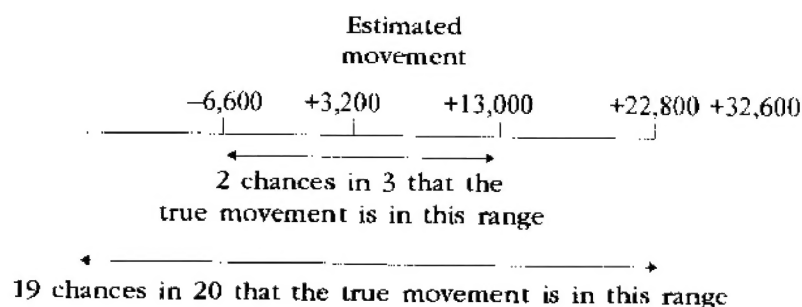 Estimated
movement
–6,600 +3,200 +13,000 +22,800 +32,600
2 chances in 3 that the
true movement is in this range
19 chances in 20 that the true movement is in this range